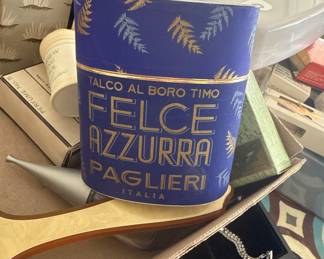 TALCO AL BORO TIMO
FELCE
AZZURRA
PAGLIERI
ITALIA